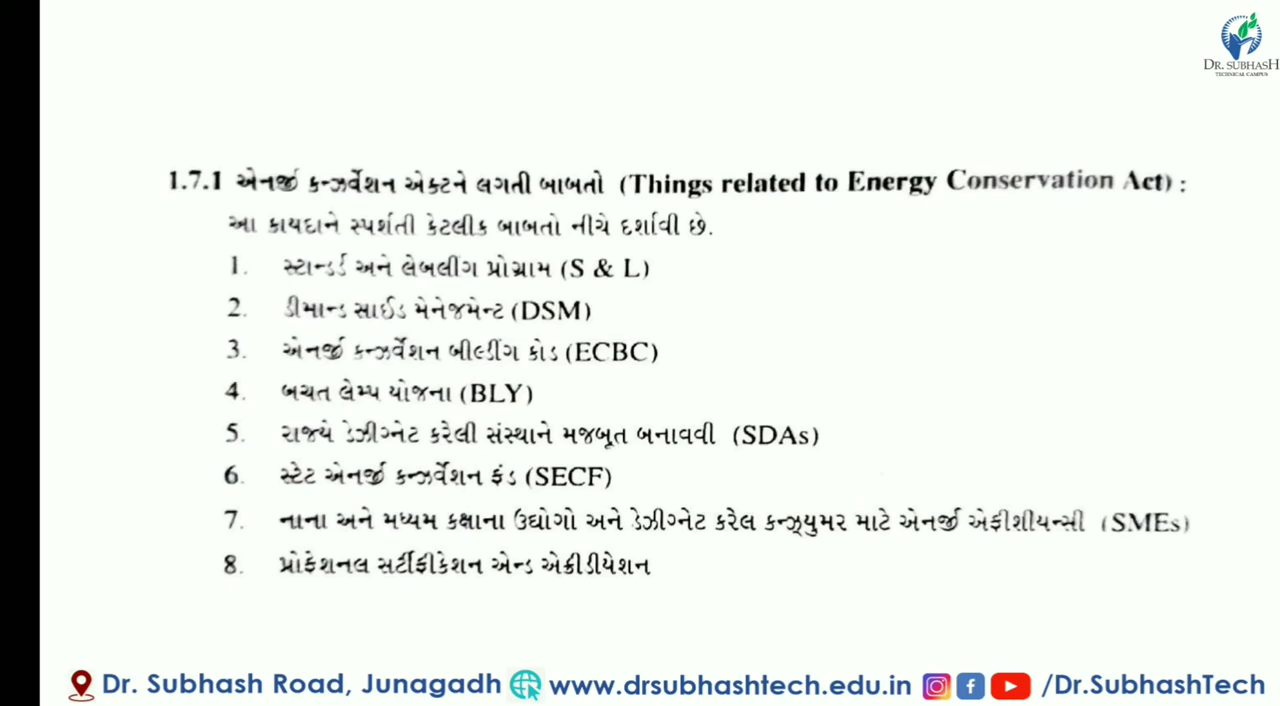 DR. SUBHASH
TECHNICAL CAMPUS
1.7.1 એનર્જી કન્ઝર્વેશન એક્ટને લગતી બાબતો (Things related to Energy Conservation Act) :
આ કાયદાને સ્પર્શતી કેટલીક બાબતો નીચે દર્શાવી છે.
1. સ્ટાન્ડર્ડ અને લેબલીંગ પ્રોગ્રામ (S & L)
2. ડીમાન્ડ સાઈડ મેનેજમેન્ટ (DSM)
3. એનર્જી કન્ઝર્વેશન બીલ્ડીંગ કોડ (ECBC)
4. બચત લેમ્પ યોજના (BLY)
5. રાજ્યે ડેઝીગ્નેટ કરેલી સંસ્થાને મજબૂત બનાવવી (SDAs)
6. સ્ટેટ એનર્જી કન્ઝર્વેશન ફંડ (SECF)
7. નાના અને મધ્યમ કક્ષાના ઉદ્યોગો અને ડેઝીગ્નેટ કરેલ કન્ઝ્યુમર માટે એનર્જી એફીશીયન્સી (SMEs)
8. પ્રોફેશનલ સર્ટીફીકેશન એન્ડ એક્રીડીયેશન
Dr. Subhash Road, Junagadh www.drsubhashtech.edu.in /Dr.SubhashTech